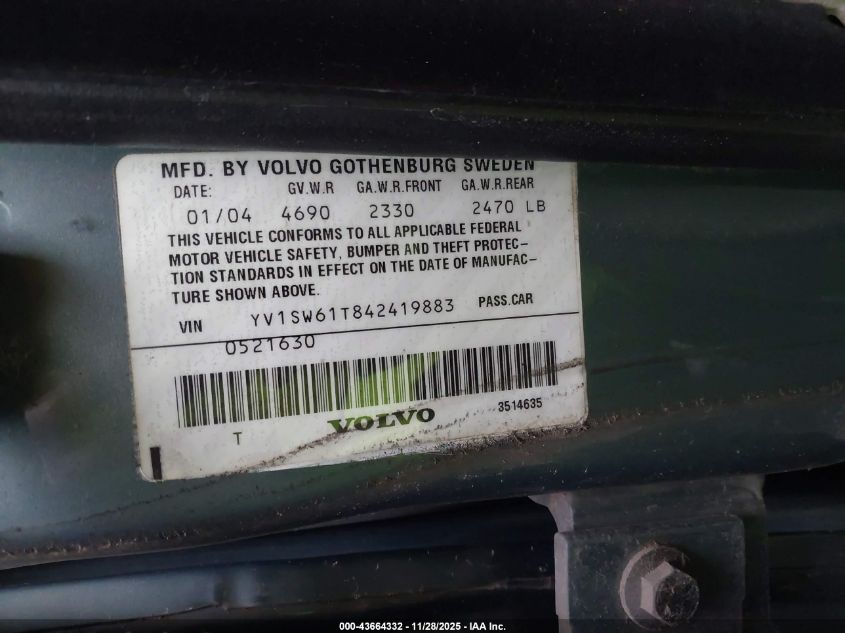 MFD. BY VOLVO GOTHENBURG SWEDEN
DATE: GV.W.R GA.W.R.FRONT GA.W.R.REAR
01/04 4690 2330 2470 LB
THIS VEHICLE CONFORMS TO ALL APPLICABLE FEDERAL
MOTOR VEHICLE SAFETY, BUMPER AND THEFT PROTEC-
TION STANDARDS IN EFFECT ON THE DATE OF MANUFAC-
TURE SHOWN ABOVE.
VIN YV1SW61T842419883 PASS.CAR
0521630
T VOLVO 3514635
000-43664332 - 11/28/2025 - IAA Inc.